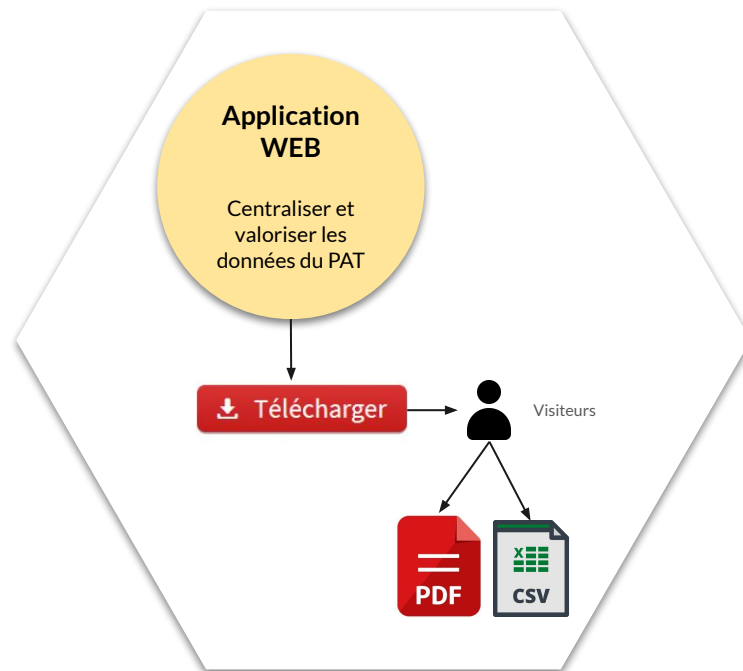 Application
WEB
Centraliser et
valoriser les
données du PAT
Télécharger
Visiteurs
PDF
X
CSV